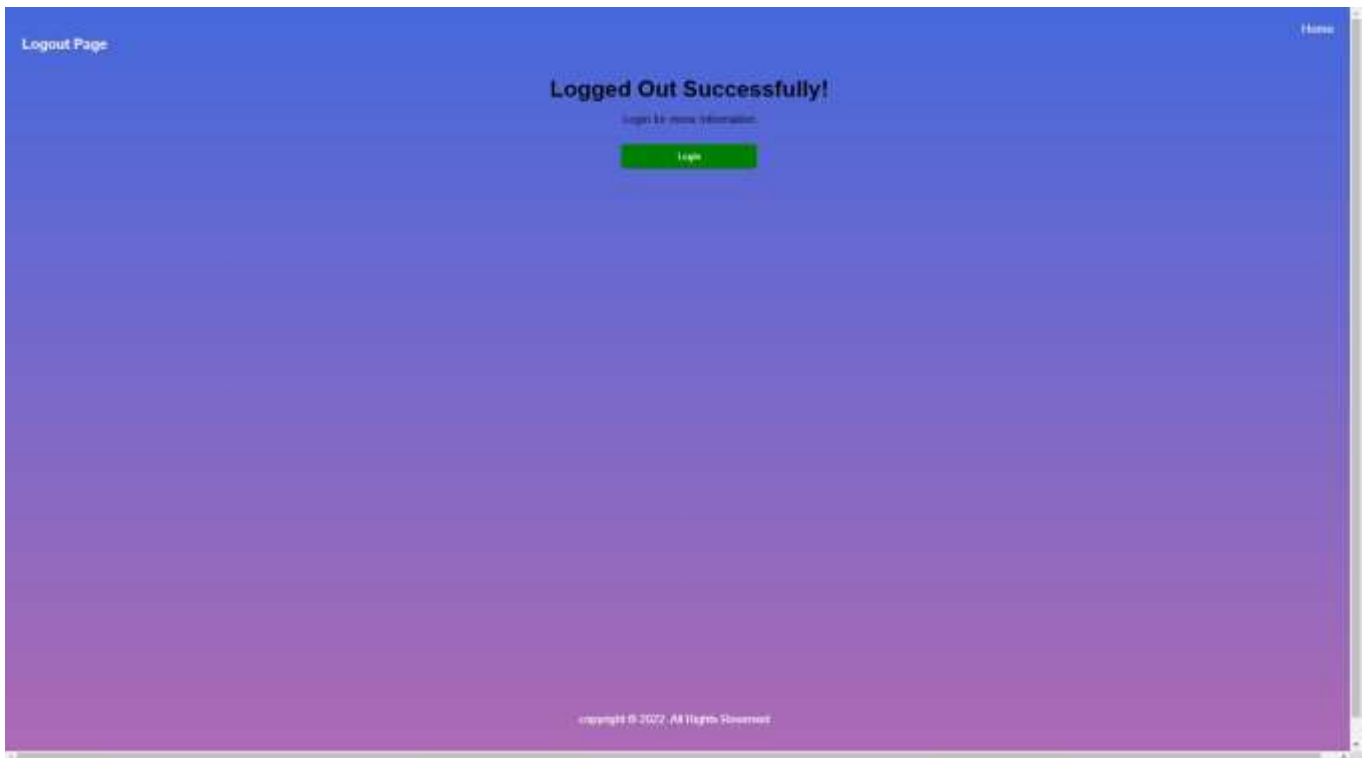 Home
Logout Page
Logged Out Successfully!
Login for more information
Login
copyright © 2022. All Rights Reserved